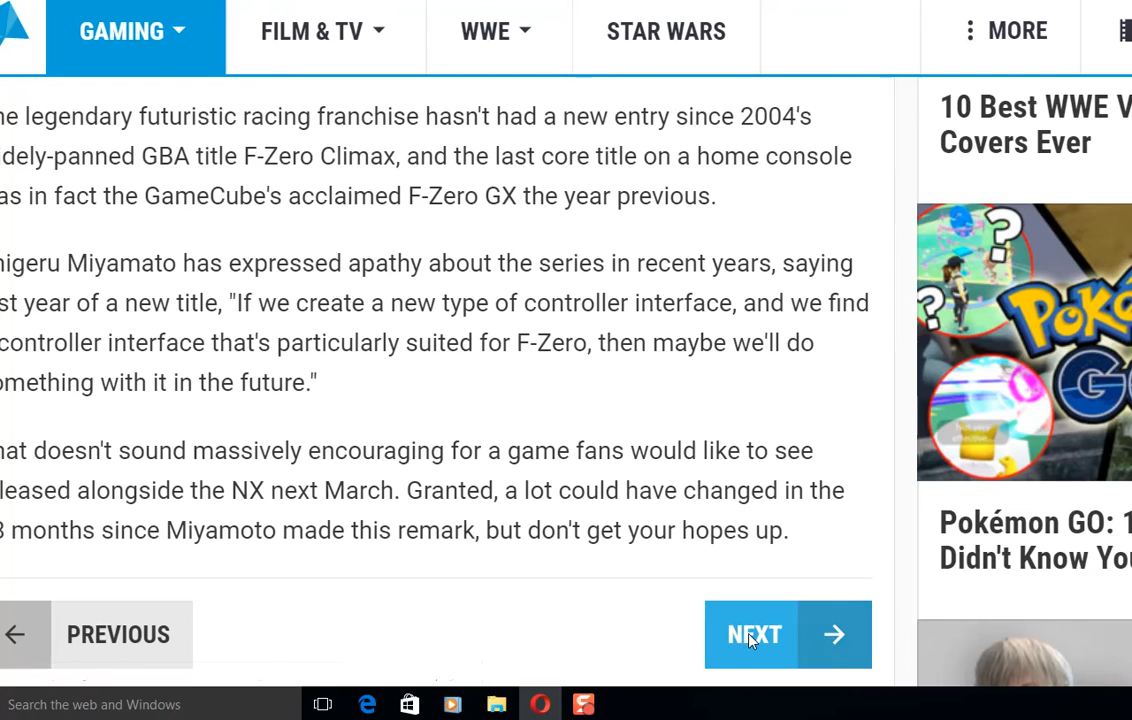 GAMING
FILM & TV
WWE
STAR WARS
MORE
he legendary futuristic racing franchise hasn't had a new entry since 2004's
idely-panned GBA title F-Zero Climax, and the last core title on a home console
as in fact the GameCube's acclaimed F-Zero GX the year previous.
higeru Miyamato has expressed apathy about the series in recent years, saying
st year of a new title, "If we create a new type of controller interface, and we find
controller interface that's particularly suited for F-Zero, then maybe we'll do
omething with it in the future."
hat doesn't sound massively encouraging for a game fans would like to see
leased alongside the NX next March. Granted, a lot could have changed in the
8 months since Miyamoto made this remark, but don't get your hopes up.
PREVIOUS
NEXT
10 Best WWE V
Covers Ever
? ?
Poké
GO
Pokémon GO: 1
Didn't Know You
Search the web and Windows